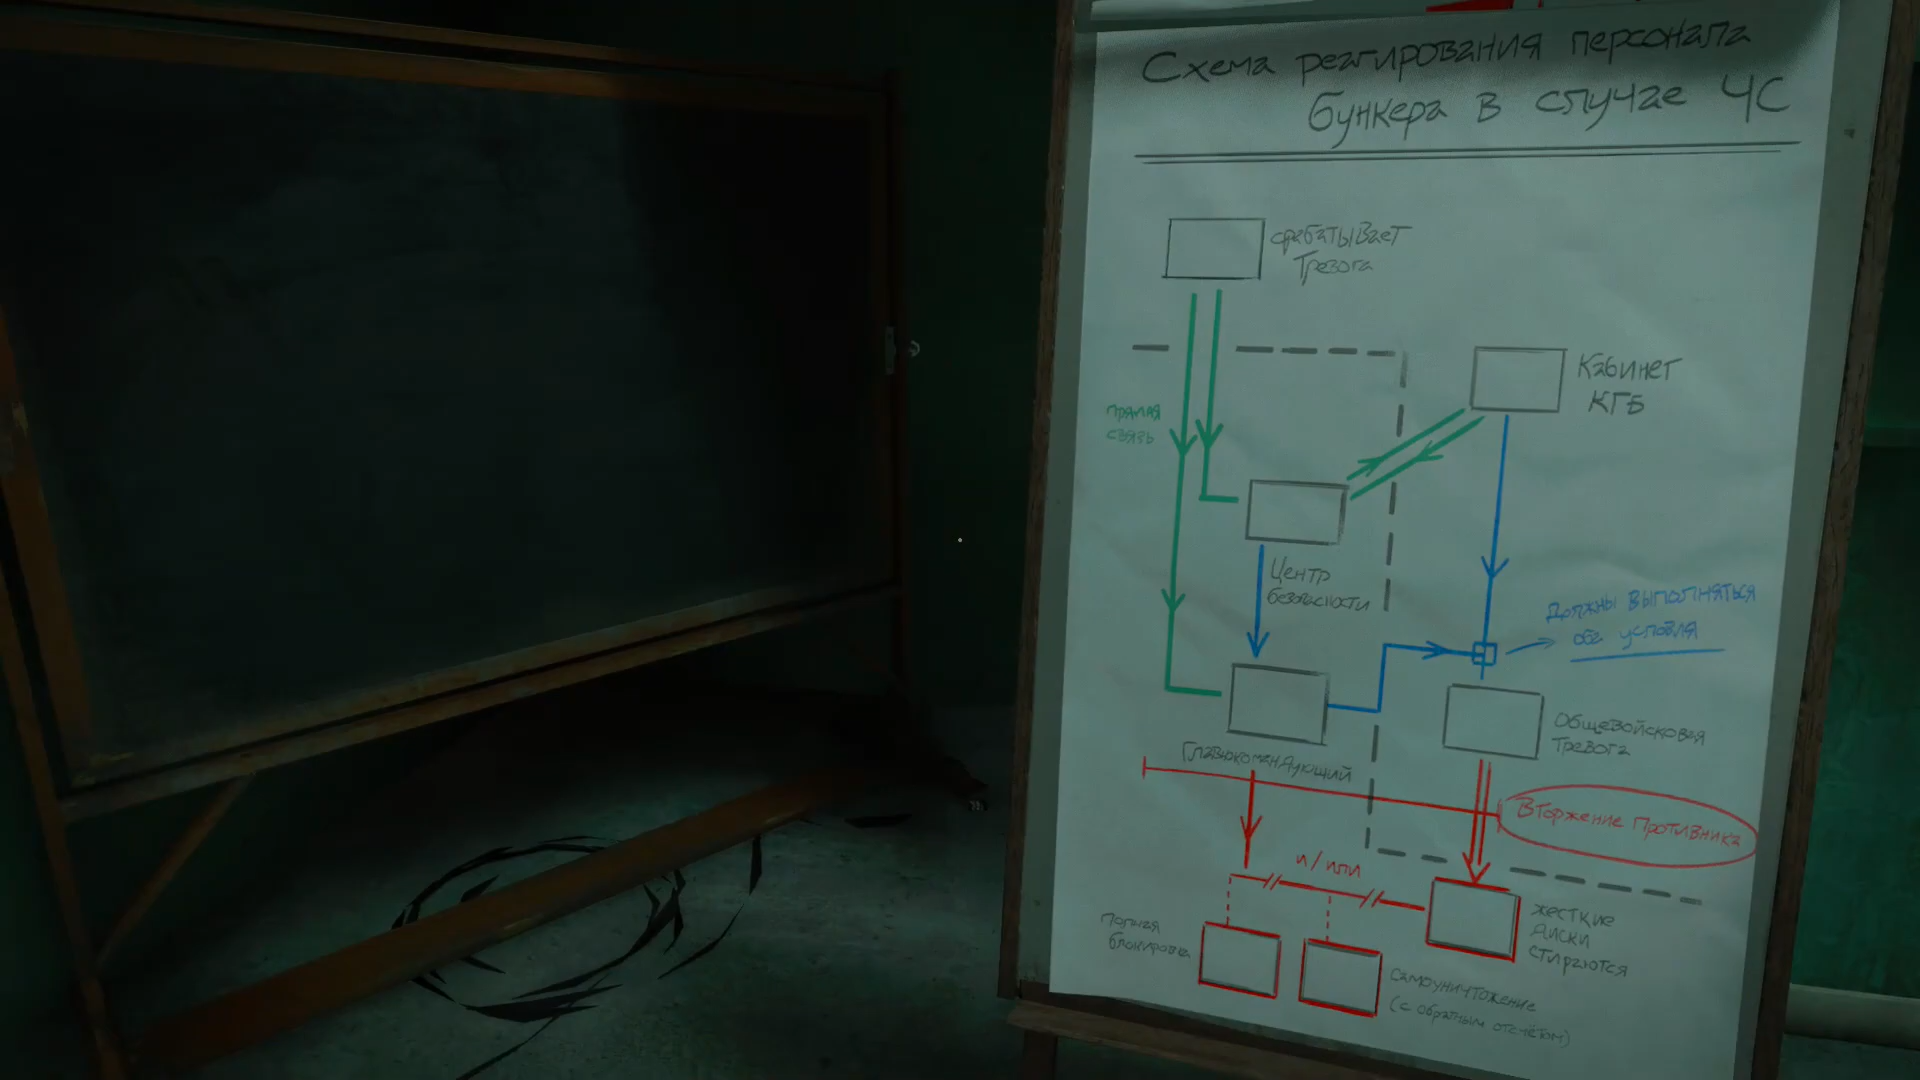 Схема реагирования персонала
бункера в случае ЧС
срабатывает
Тревога
Кабинет
КГБ
прямая
связь
Центр
безопасности
Должны выполняться
оба условия
Главнокомандующий
Общевойсковая
Тревога
Вторжение Противника
и/или
полная
блокировка
жесткие
диски
стираются
самоуничтожение
(с обратным отсчётом)